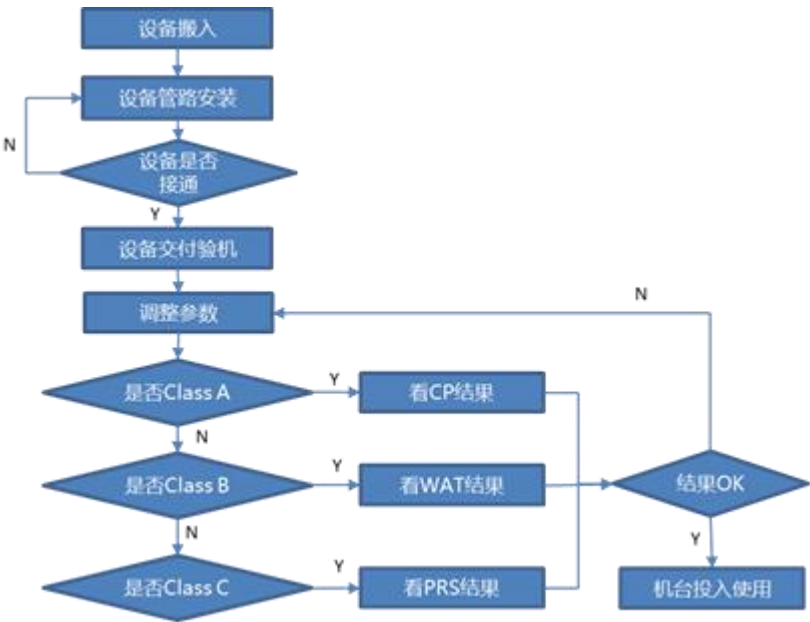 设备搬入
设备管路安装
N
设备是否
接通
Y
设备交付验机
N
调整参数
是否Class A
Y
看CP结果
N
是否Class B
Y
看WAT结果
结果OK
N
Y
是否Class C
Y
看PRS结果
机台投入使用